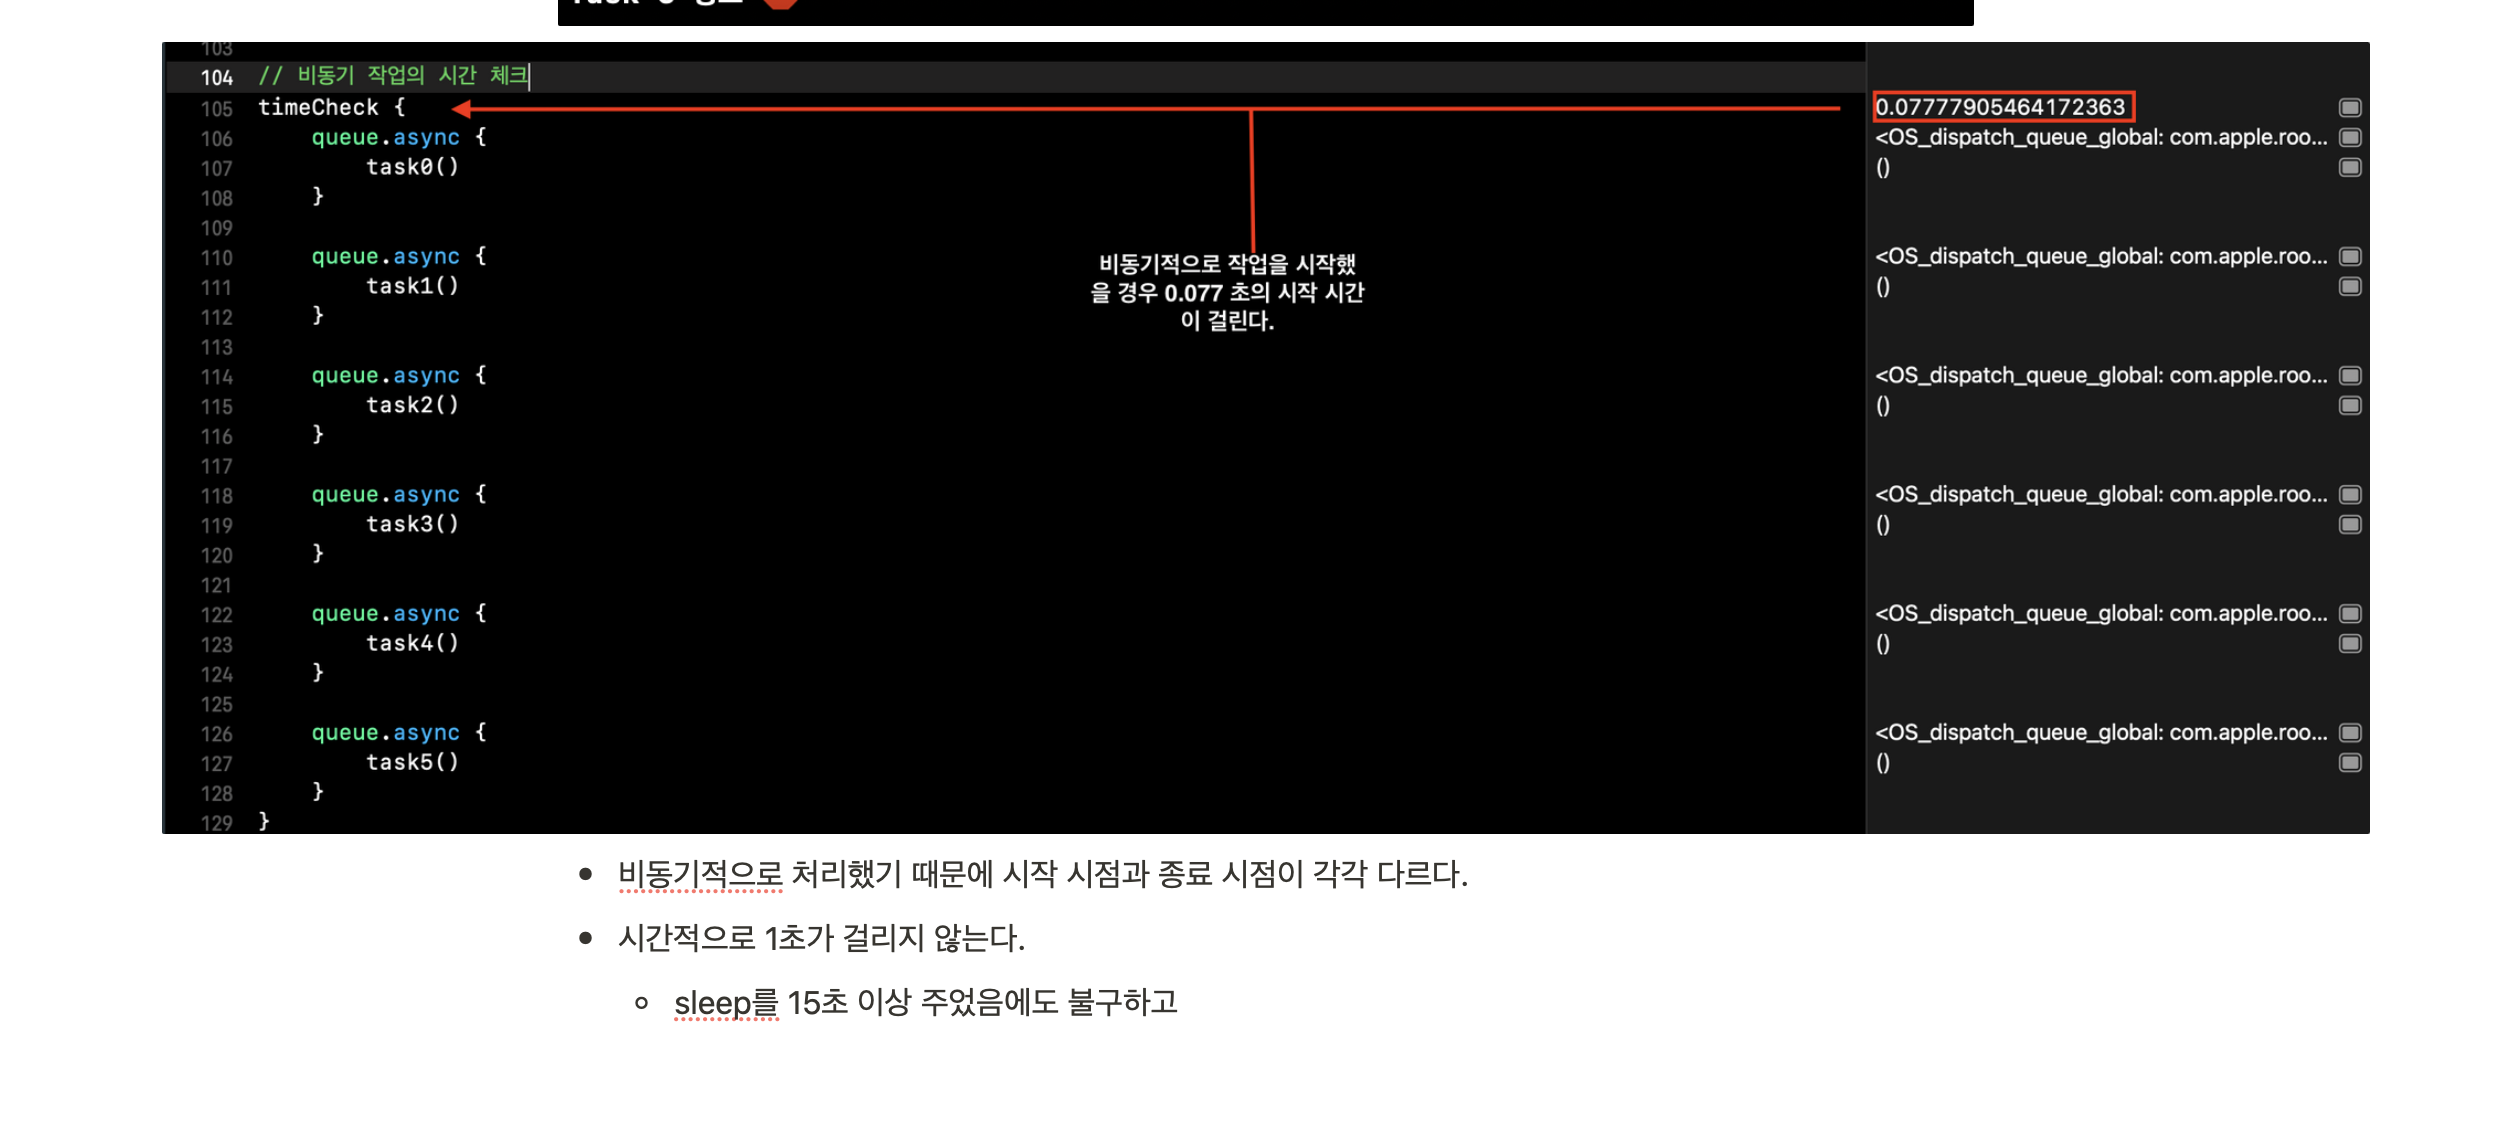 103
104 // 비동기 작업의 시간 체크
105 timeCheck { 0.07777905464172363
106 queue.async { <OS_dispatch_queue_global: com.apple.roo...
107 task0() ()
108 }
109
110 queue.async { <OS_dispatch_queue_global: com.apple.roo...
비동기적으로 작업을 시작했
111 task1() ()
을 경우 0.077 초의 시작 시간
112 }
이 걸린다.
113
114 queue.async { <OS_dispatch_queue_global: com.apple.roo...
115 task2() ()
116 }
117
118 queue.async { <OS_dispatch_queue_global: com.apple.roo...
119 task3() ()
120 }
121
122 queue.async { <OS_dispatch_queue_global: com.apple.roo...
123 task4() ()
124 }
125
126 queue.async { <OS_dispatch_queue_global: com.apple.roo...
127 task5() ()
128 }
129 }
비동기적으로 처리했기 때문에 시작 시점과 종료 시점이 각각 다르다.
시간적으로 1초가 걸리지 않는다.
sleep를 15초 이상 주었음에도 불구하고